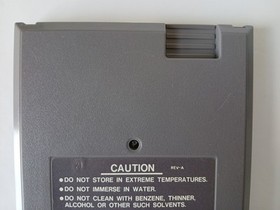 CAUTION REV-A
●DO NOT STORE IN EXTREME TEMPERATURES.
●DO NOT IMMERSE IN WATER.
●DO NOT CLEAN WITH BENZENE, THINNER,
ALCOHOL OR OTHER SUCH SOLVENTS.